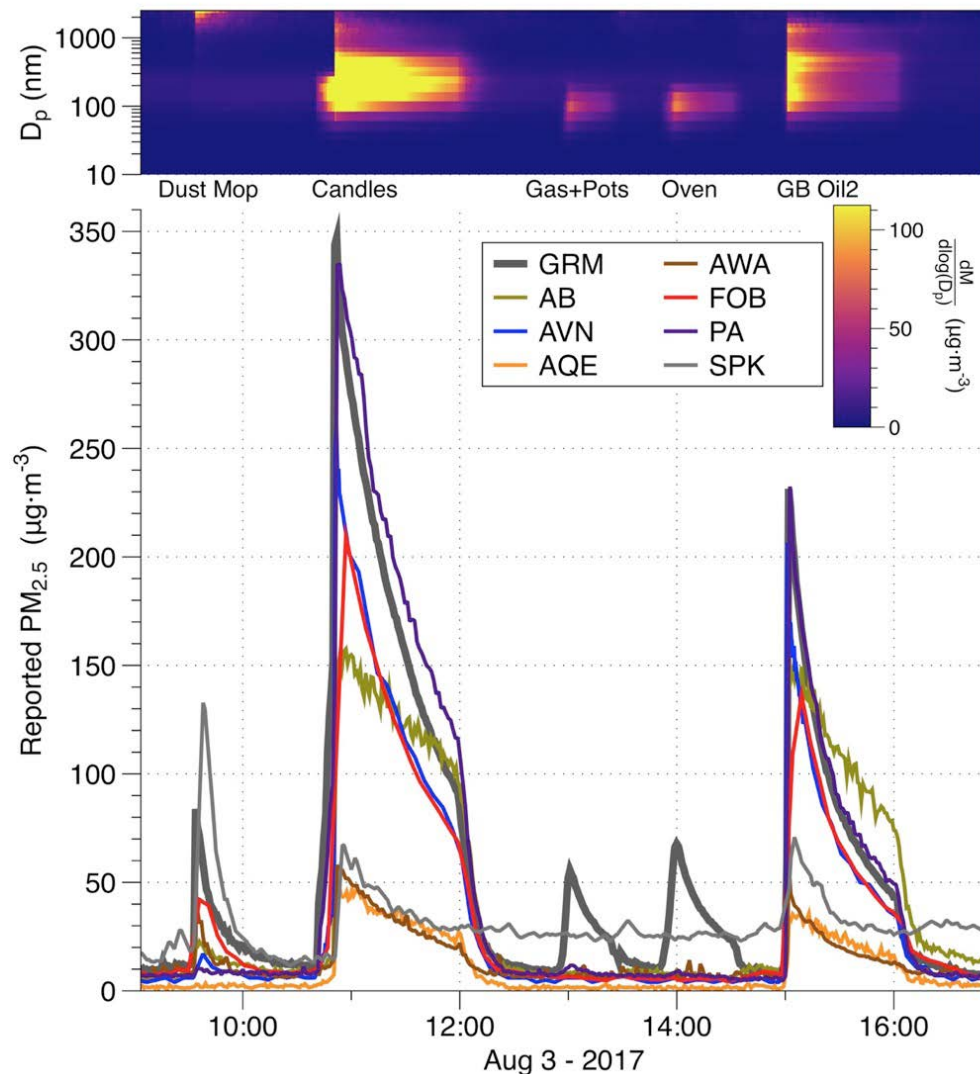 1000
100
10
Dp (nm)
Dust Mop
Candles
Gas+Pots
Oven
GB Oil2
350
300
250
200
150
100
50
0
Reported PM2.5 (µg·m⁻³)
GRM
AB
AVN
AQE
AWA
FOB
PA
SPK
100
50
0
dM
dlog(Dp)
(µg·m⁻³)
10:00
12:00
14:00
16:00
Aug 3 - 2017